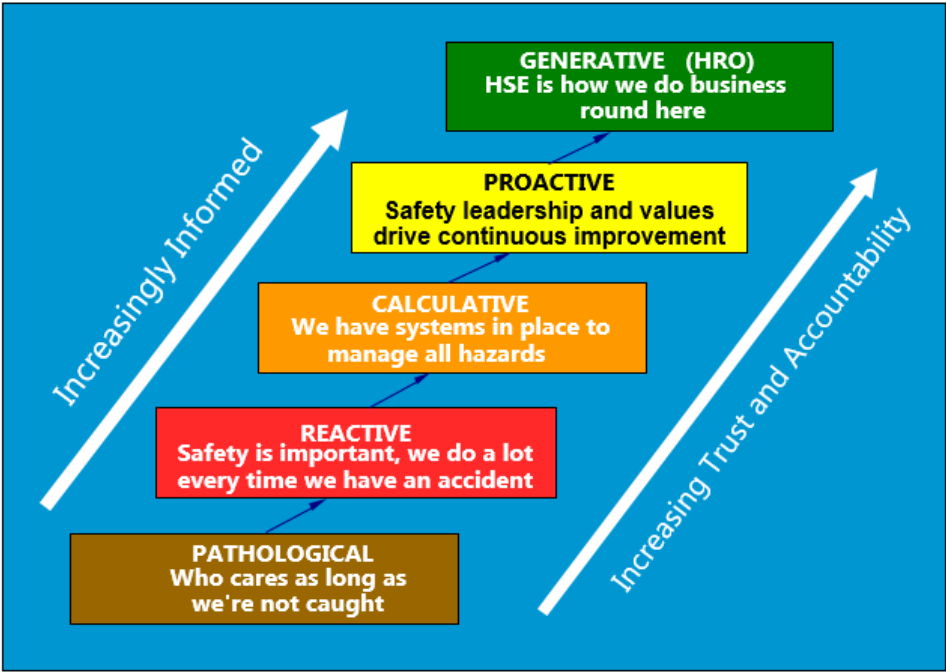 GENERATIVE (HRO)
HSE is how we do business
round here
PROACTIVE
Safety leadership and values
drive continuous improvement
CALCULATIVE
We have systems in place to
manage all hazards
REACTIVE
Safety is important, we do a lot
every time we have an accident
PATHOLOGICAL
Who cares as long as
we're not caught
Increasingly Informed
Increasing Trust and Accountability